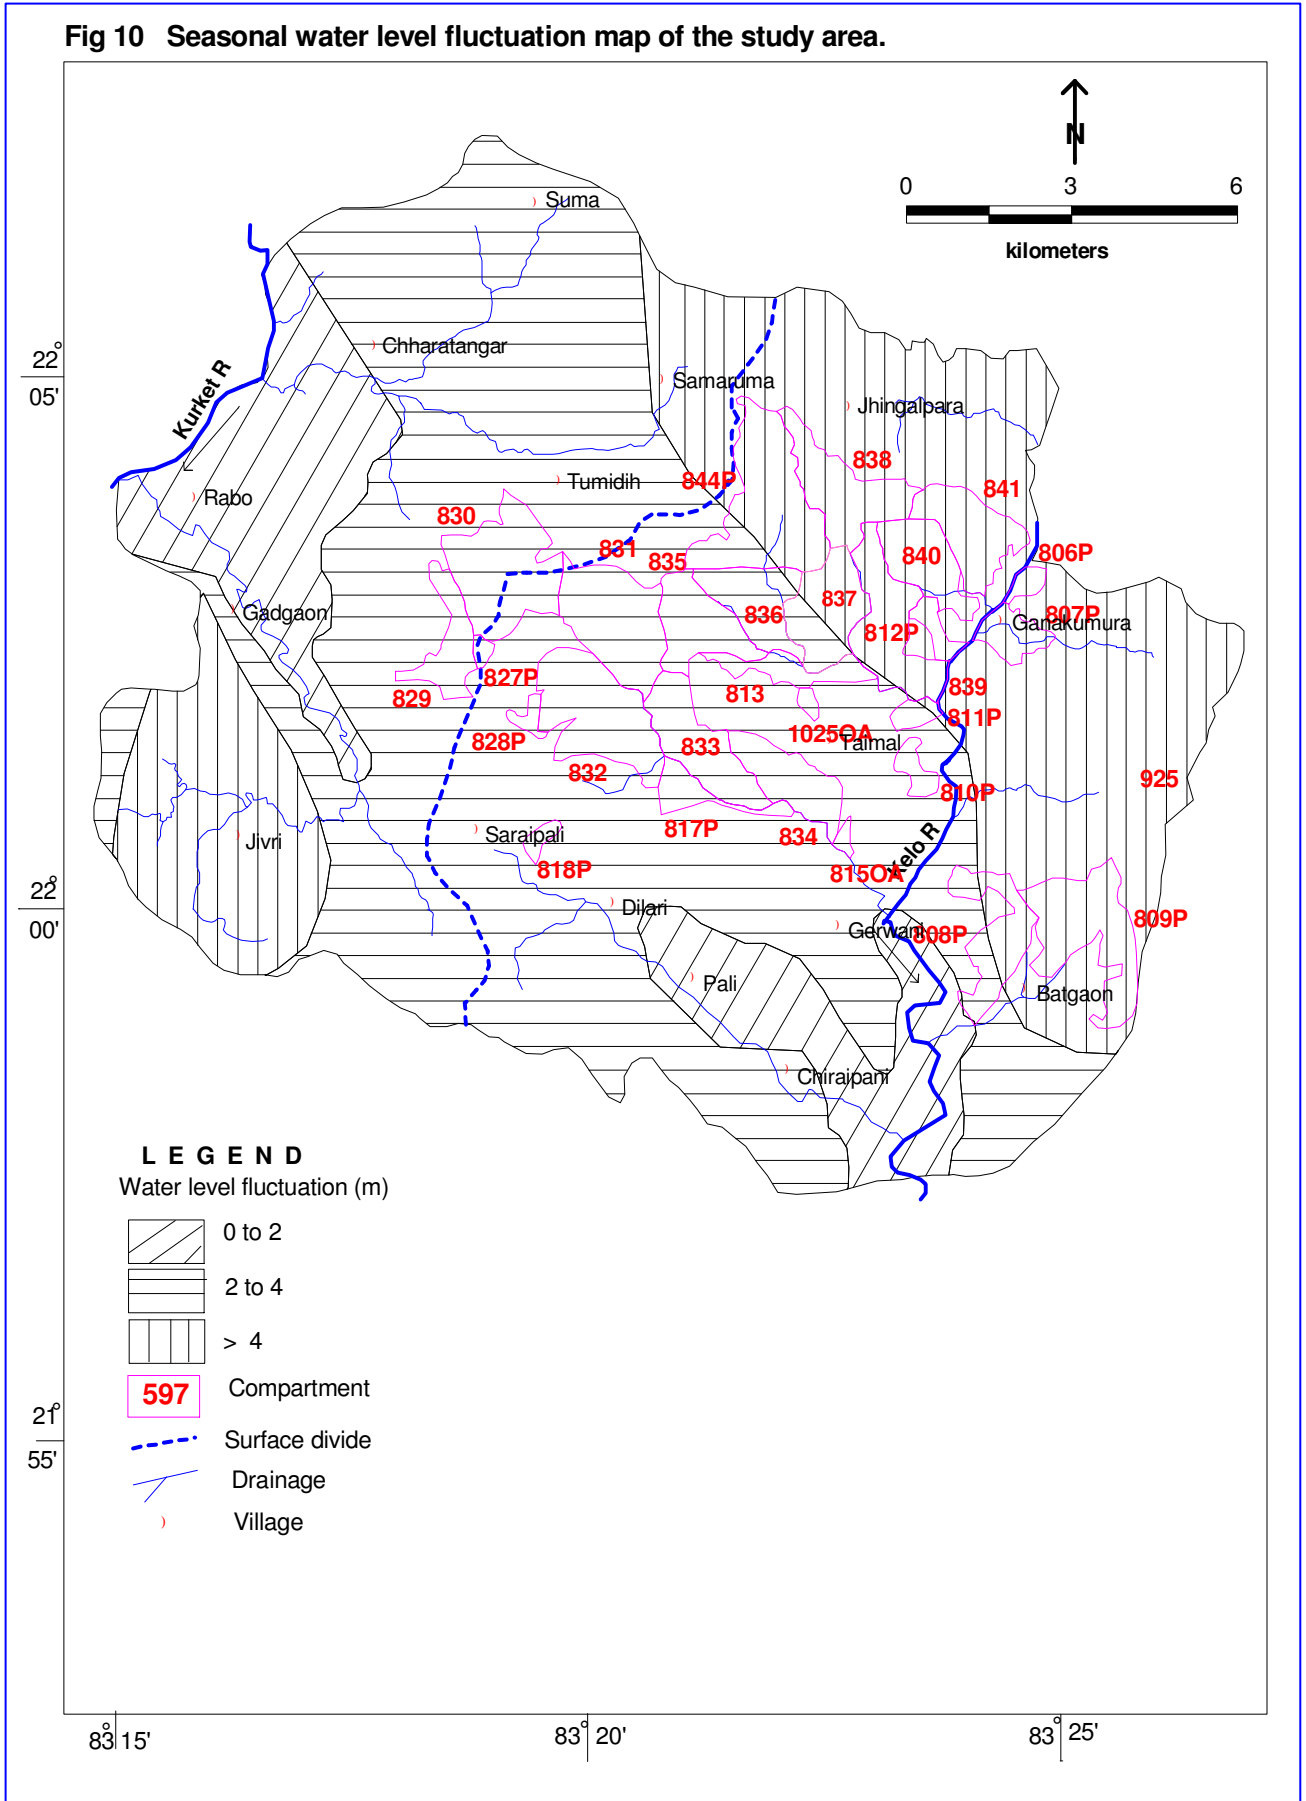 Fig 10 Seasonal water level fluctuation map of the study area.
N
0 3 6
kilometers
Suma
Chharatangar
22°
05'
Kurket R
Samaruma
Jhingalpara
838
844P
Tumidih
841
Rabo
830
831
835
840
806P
837
836
807P
Gadgaon
Ganakumura
812P
827P
829
813
839
811P
828P
833
1025OA
Taimal
832
925
810P
Jivri
Saraipali
817P
834
Kelo R
818P
815OA
22°
00'
Dilari
809P
Gerwani
808P
Pali
Batgaon
Chiraipani
L E G E N D
Water level fluctuation (m)
0 to 2
2 to 4
> 4
597 Compartment
21°
55'
Surface divide
Drainage
Village
83° 15' 83° 20' 83° 25'